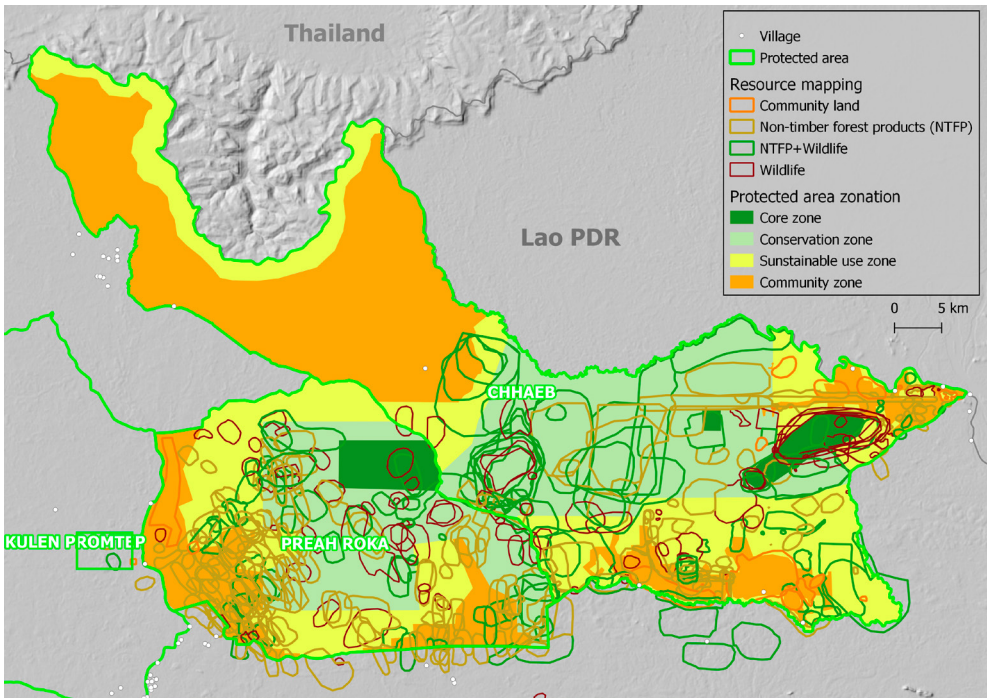 Thailand
Lao PDR
CHHAEB
PREAH ROKA
KULEN PROMTEP
Village
Protected area
Resource mapping
Community land
Non-timber forest products (NTFP)
NTFP+Wildlife
Wildlife
Protected area zonation
Core zone
Conservation zone
Sunstainable use zone
Community zone
0 5 km